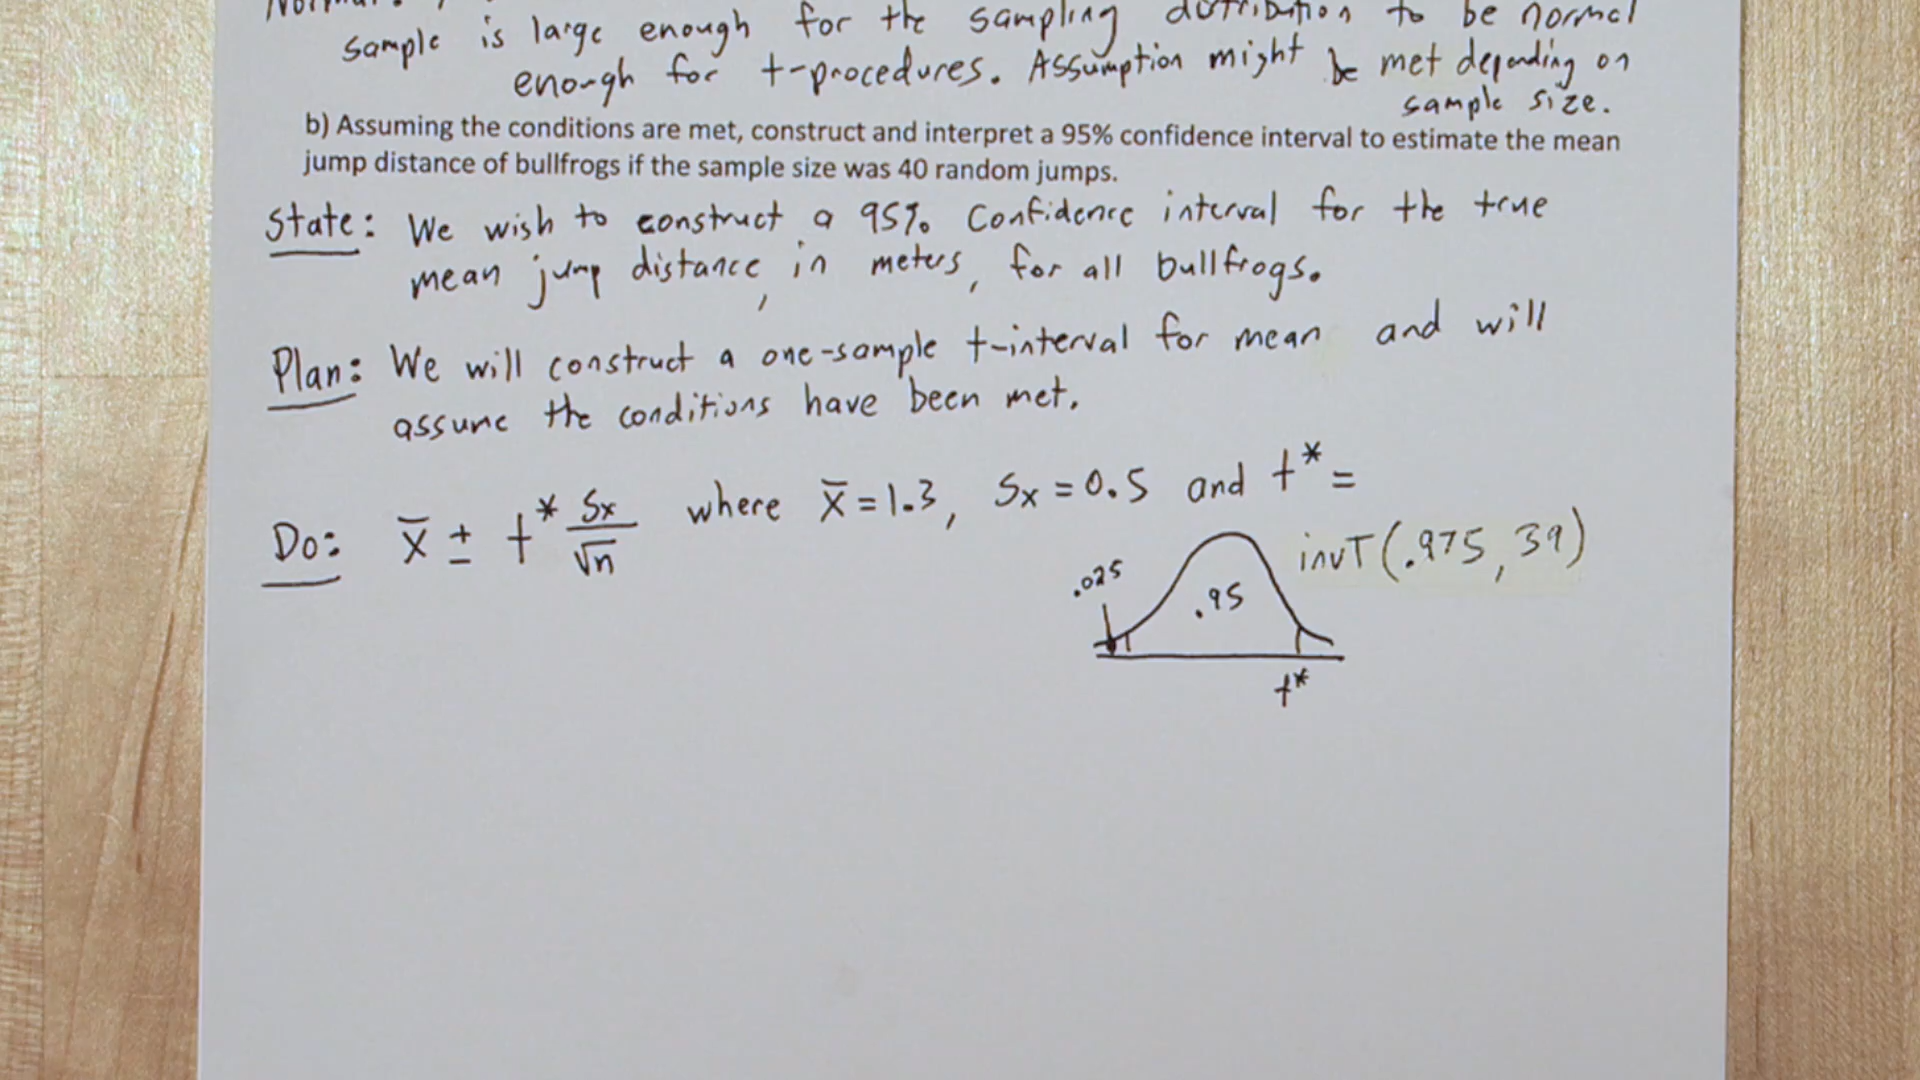 Normal:
sample is large enough for the sampling distribution to be normal
enough for t-procedures. Assumption might be met depending on
sample size.
b) Assuming the conditions are met, construct and interpret a 95% confidence interval to estimate the mean
jump distance of bullfrogs if the sample size was 40 random jumps.
State: We wish to construct a 95% Confidence interval for the true
mean jump distance, in meters, for all bullfrogs.
Plan: We will construct a one-sample t-interval for mean and will
assume the conditions have been met.
Do: x̄ ± t* Sx/√n where x̄ = 1.3, Sx = 0.5 and t* =
invT(.975, 39)
.025
.95
t*